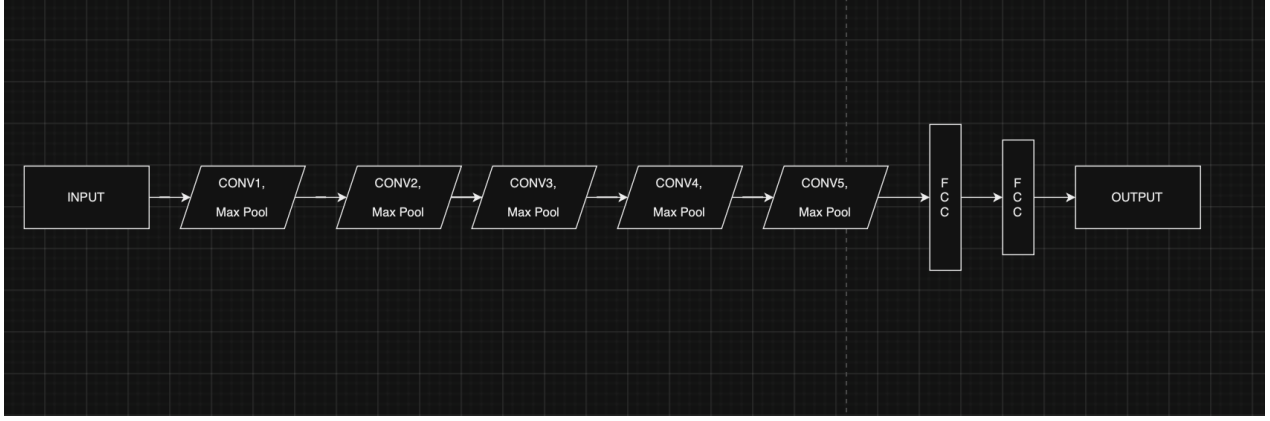 INPUT
CONV1,
Max Pool
CONV2,
Max Pool
CONV3,
Max Pool
CONV4,
Max Pool
CONV5,
Max Pool
F
C
C
F
C
C
OUTPUT